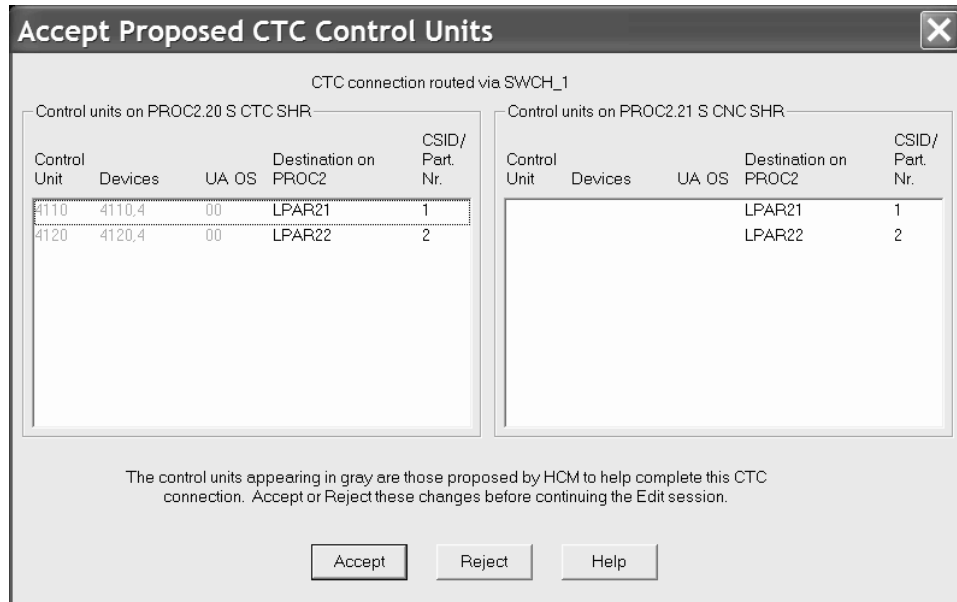 Accept Proposed CTC Control Units
CTC connection routed via SWCH_1
Control units on PROC2.20 S CTC SHR
Control Unit Devices UA OS Destination on PROC2 CSID/ Part. Nr.
4110 4110,4 00 LPAR21 1
4120 4120,4 00 LPAR22 2
Control units on PROC2.21 S CNC SHR
Control Unit Devices UA OS Destination on PROC2 CSID/ Part. Nr.
LPAR21 1
LPAR22 2
The control units appearing in gray are those proposed by HCM to help complete this CTC
connection. Accept or Reject these changes before continuing the Edit session.
Accept Reject Help